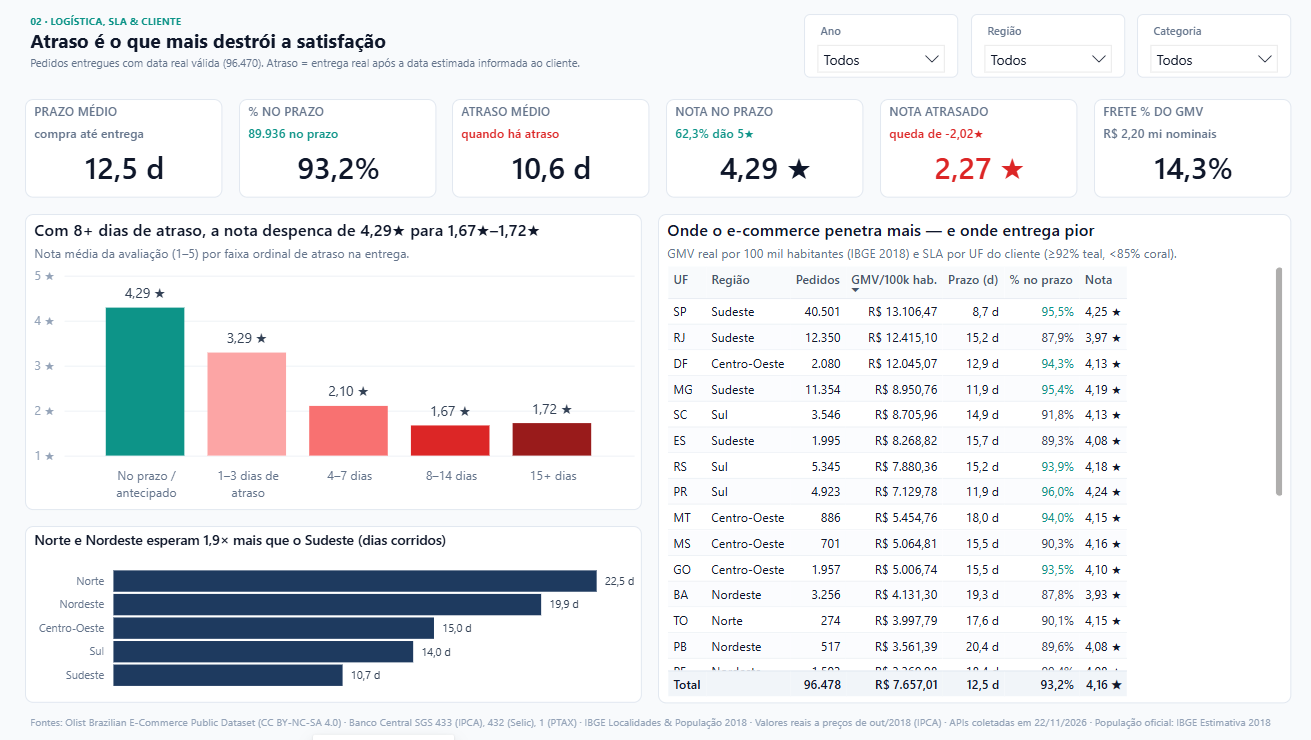 02 · LOGÍSTICA, SLA & CLIENTE
Atraso é o que mais destrói a satisfação
Pedidos entregues com data real válida (96.470). Atraso = entrega real após a data estimada informada ao cliente.
Ano
Todos
Região
Todos
Categoria
Todos
PRAZO MÉDIO
compra até entrega
12,5 d
% NO PRAZO
89.936 no prazo
93,2%
ATRASO MÉDIO
quando há atraso
10,6 d
NOTA NO PRAZO
62,3% dão 5★
4,29 ★
NOTA ATRASADO
queda de -2,02★
2,27 ★
FRETE % DO GMV
R$ 2,20 mi nominais
14,3%
Com 8+ dias de atraso, a nota despenca de 4,29★ para 1,67★–1,72★
Nota média da avaliação (1–5) por faixa ordinal de atraso na entrega.
5 ★
4 ★
3 ★
2 ★
1 ★
4,29 ★
3,29 ★
2,10 ★
1,67 ★
1,72 ★
No prazo /
antecipado
1–3 dias de
atraso
4–7 dias
8–14 dias
15+ dias
Norte e Nordeste esperam 1,9× mais que o Sudeste (dias corridos)
Norte 22,5 d
Nordeste 19,9 d
Centro-Oeste 15,0 d
Sul 14,0 d
Sudeste 10,7 d
Onde o e-commerce penetra mais — e onde entrega pior
GMV real por 100 mil habitantes (IBGE 2018) e SLA por UF do cliente (≥92% teal, <85% coral).
UF Região Pedidos GMV/100k hab. Prazo (d) % no prazo Nota
SP Sudeste 40.501 R$ 13.106,47 8,7 d 95,5% 4,25 ★
RJ Sudeste 12.350 R$ 12.415,10 15,2 d 87,9% 3,97 ★
DF Centro-Oeste 2.080 R$ 12.045,07 12,9 d 94,3% 4,13 ★
MG Sudeste 11.354 R$ 8.950,76 11,9 d 95,4% 4,19 ★
SC Sul 3.546 R$ 8.705,96 14,9 d 91,8% 4,13 ★
ES Sudeste 1.995 R$ 8.268,82 15,7 d 89,3% 4,08 ★
RS Sul 5.345 R$ 7.880,36 15,2 d 93,9% 4,18 ★
PR Sul 4.923 R$ 7.129,78 11,9 d 96,0% 4,24 ★
MT Centro-Oeste 886 R$ 5.454,76 18,0 d 94,0% 4,15 ★
MS Centro-Oeste 701 R$ 5.064,81 15,5 d 90,3% 4,16 ★
GO Centro-Oeste 1.957 R$ 5.006,74 15,5 d 93,5% 4,10 ★
BA Nordeste 3.256 R$ 4.131,30 19,3 d 87,8% 3,93 ★
TO Norte 274 R$ 3.997,79 17,6 d 90,1% 4,15 ★
PB Nordeste 517 R$ 3.561,39 20,4 d 89,6% 4,08 ★
Total 96.478 R$ 7.657,01 12,5 d 93,2% 4,16 ★
Fontes: Olist Brazilian E-Commerce Public Dataset (CC BY-NC-SA 4.0) · Banco Central SGS 433 (IPCA), 432 (Selic), 1 (PTAX) · IBGE Localidades & População 2018 · Valores reais a preços de out/2018 (IPCA) · APIs coletadas em 22/11/2026 · População oficial: IBGE Estimativa 2018